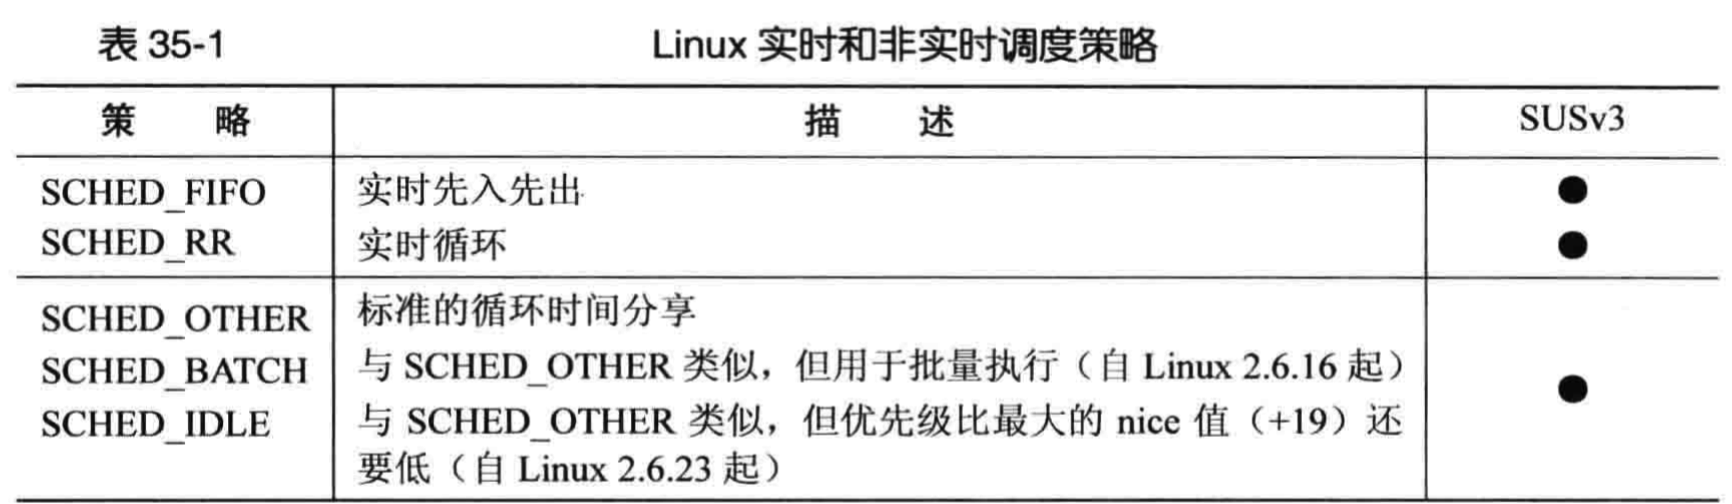 表 35-1 Linux 实时和非实时调度策略
策 略 描 述 SUSv3
SCHED_FIFO 实时先入先出 ●
SCHED_RR 实时循环 ●
SCHED_OTHER 标准的循环时间分享
SCHED_BATCH 与 SCHED_OTHER 类似，但用于批量执行（自 Linux 2.6.16 起） ●
SCHED_IDLE 与 SCHED_OTHER 类似，但优先级比最大的 nice 值（+19）还
要低（自 Linux 2.6.23 起）